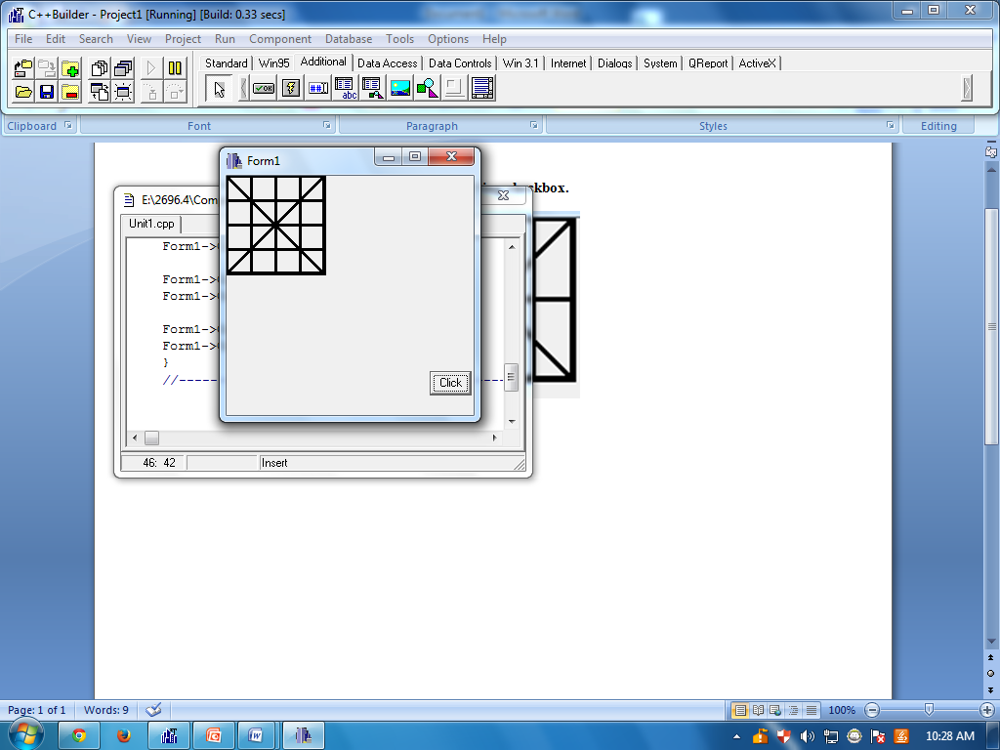 C++Builder - Project1 [Running] [Build: 0.33 secs]
File Edit Search View Project Run Component Database Tools Options Help
Standard Win95 Additional Data Access Data Controls Win 3.1 Internet Dialogs System QReport ActiveX
OK
##I
abc
Clipboard Font Paragraph Styles Editing
Form1
E:\2696.4\Com
Unit1.cpp
Form1->
Form1->
Form1->
Form1->
Form1->
}
//-----
Click
46: 42 Insert
Page: 1 of 1 Words: 9 100%
10:28 AM